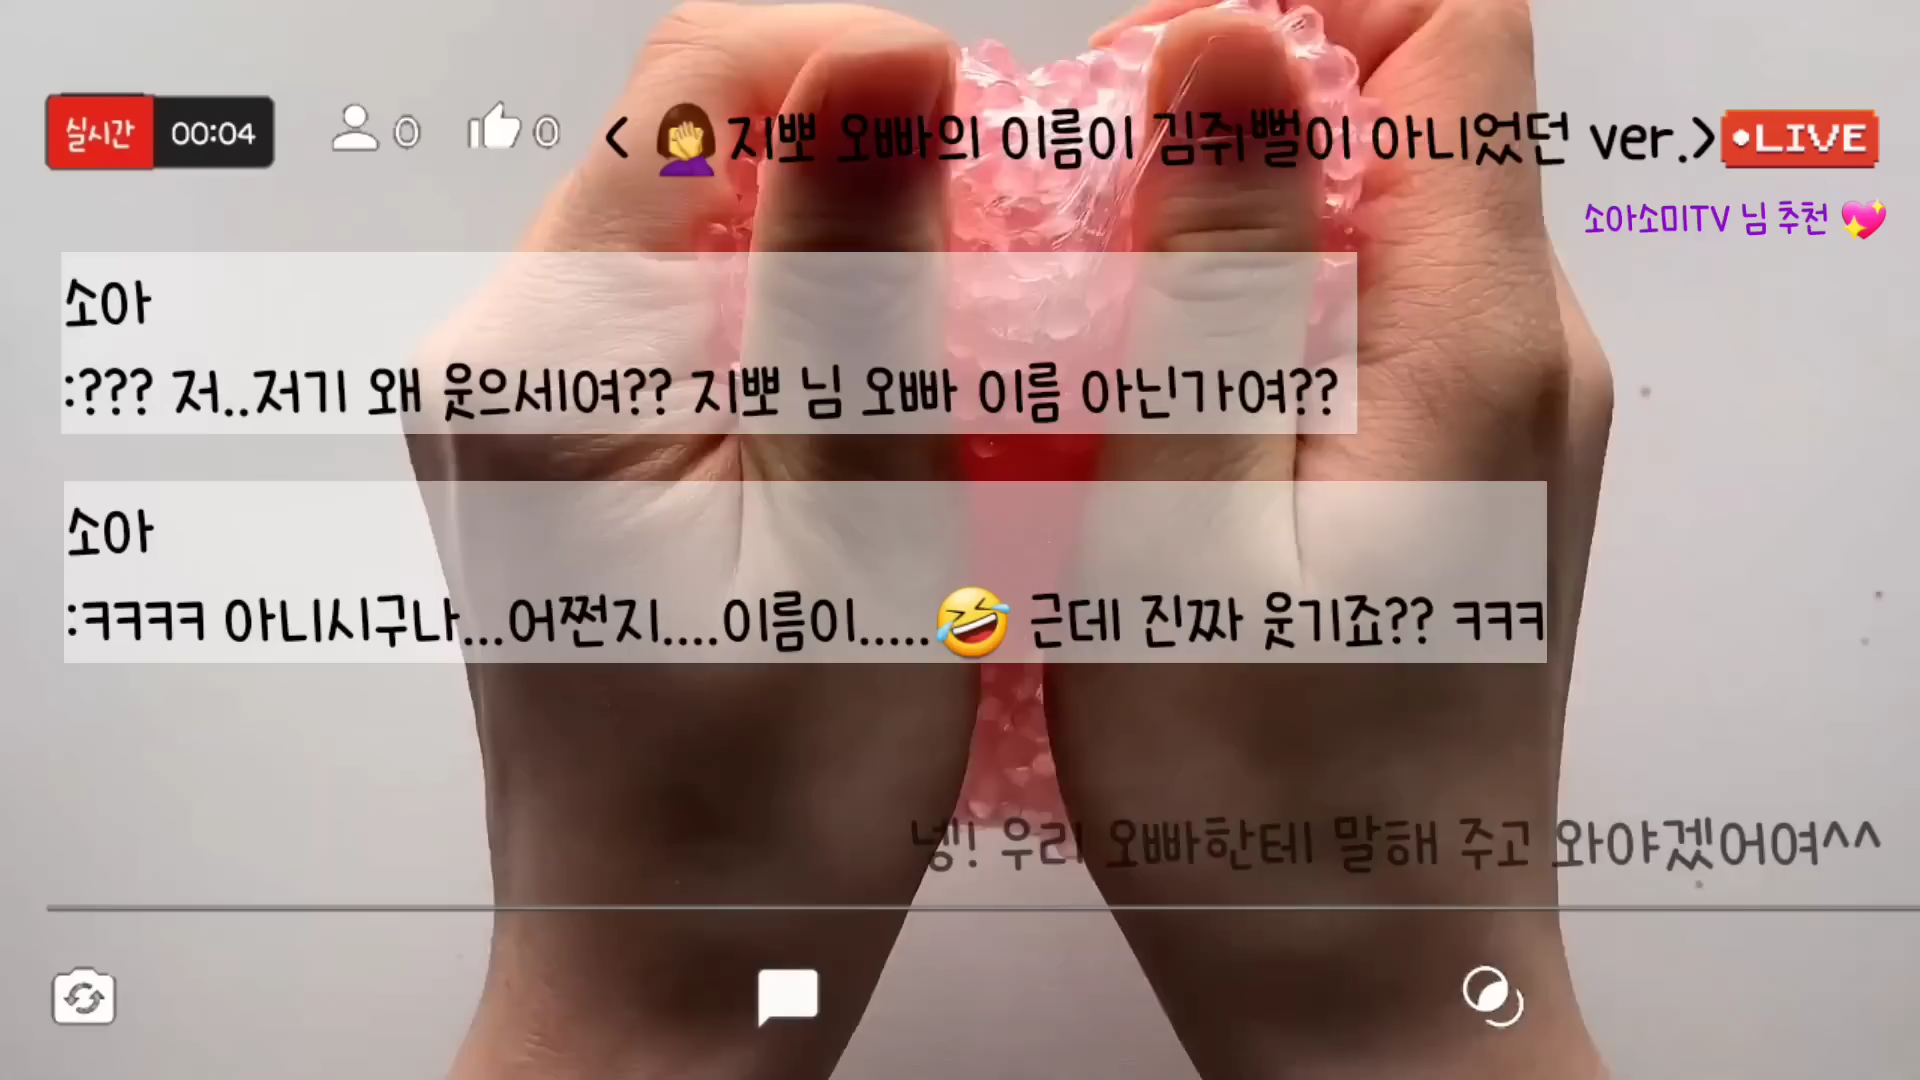 실시간 00:04 0 0 < 🤦‍♀️지뽀 오빠의 이름이 김쥐뻘이 아니었던 ver.> •LIVE
소아소미TV 님 추천 💖
소아
:??? 저..저기 왜 웃으세여?? 지뽀 님 오빠 이름 아닌가여??
소아
:ㅋㅋㅋㅋ 아니시구나...어쩐지....이름이.....🤣 근데 진짜 웃기죠?? ㅋㅋㅋ
넹! 우리 오빠한테 말해 주고 와야겠어여^^